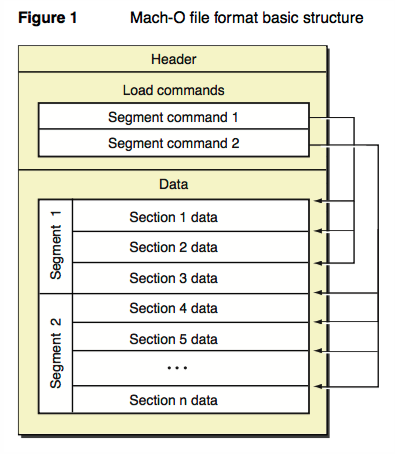 Figure 1 Mach-O file format basic structure
Header
Load commands
Segment command 1
Segment command 2
Data
Segment 1
Section 1 data
Section 2 data
Section 3 data
Segment 2
Section 4 data
Section 5 data
...
Section n data